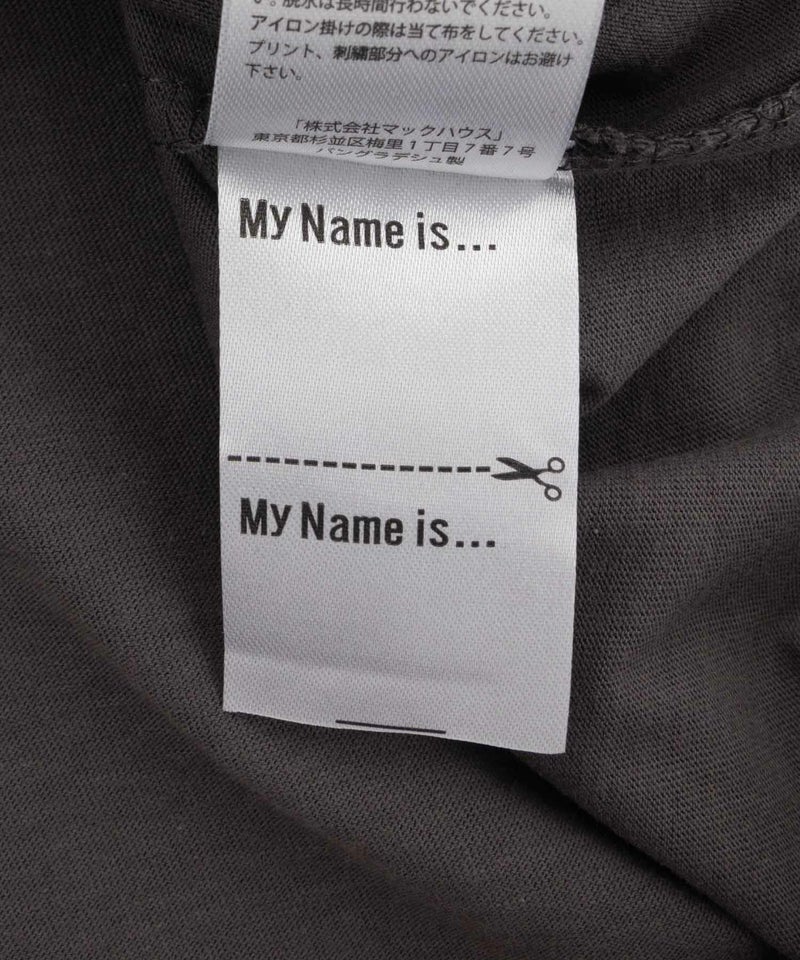 い。脱水は長時間行わないでください。
アイロン掛けの際は当て布をしてください。
プリント、刺繍部分へのアイロンはお避け
下さい。
「株式会社マックハウス」
東京都杉並区梅里1丁目7番7号
バングラデシュ製
My Name is...
My Name is...